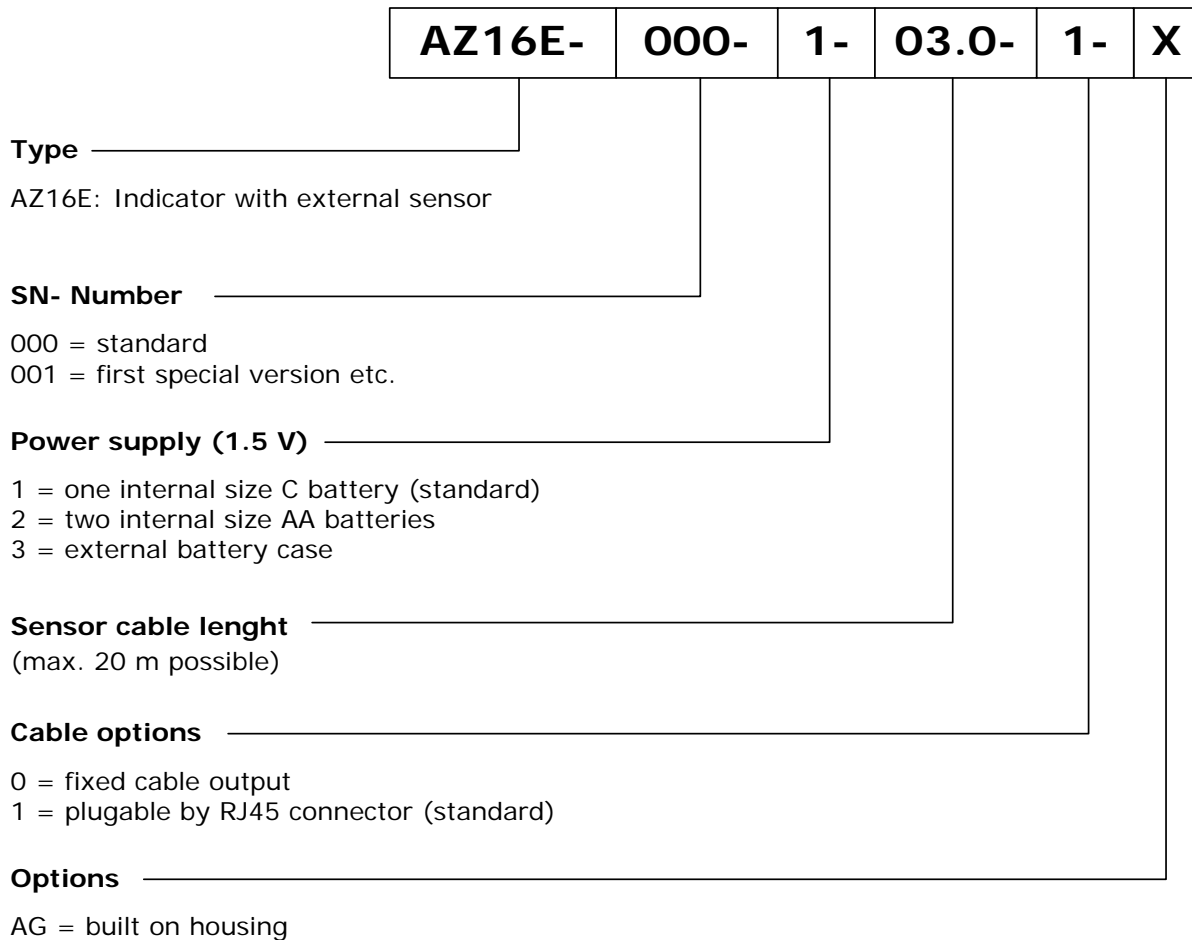 AZ16E- 000- 1- 03.0- 1- X
Type
AZ16E: Indicator with external sensor
SN- Number
000 = standard
001 = first special version etc.
Power supply (1.5 V)
1 = one internal size C battery (standard)
2 = two internal size AA batteries
3 = external battery case
Sensor cable lenght
(max. 20 m possible)
Cable options
0 = fixed cable output
1 = plugable by RJ45 connector (standard)
Options
AG = built on housing